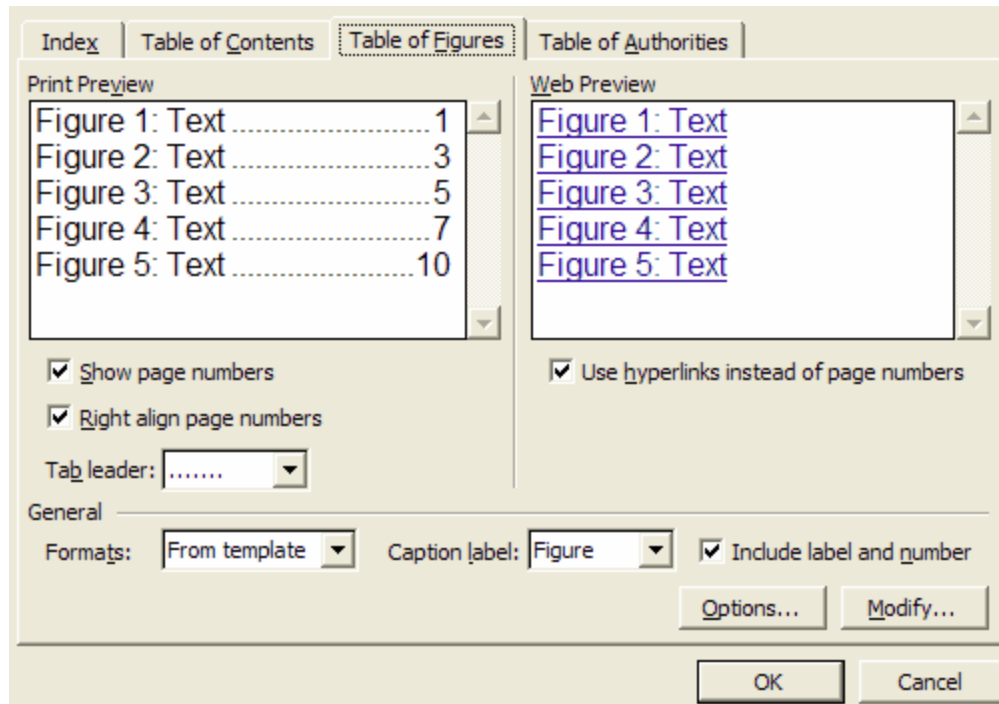 Index Table of Contents Table of Figures Table of Authorities
Print Preview
Figure 1: Text ........................ 1
Figure 2: Text ........................ 3
Figure 3: Text ........................ 5
Figure 4: Text ........................ 7
Figure 5: Text ...................... 10
Show page numbers
Right align page numbers
Tab leader: .......
Web Preview
Figure 1: Text
Figure 2: Text
Figure 3: Text
Figure 4: Text
Figure 5: Text
Use hyperlinks instead of page numbers
General
Formats: From template Caption label: Figure Include label and number
Options... Modify...
OK Cancel